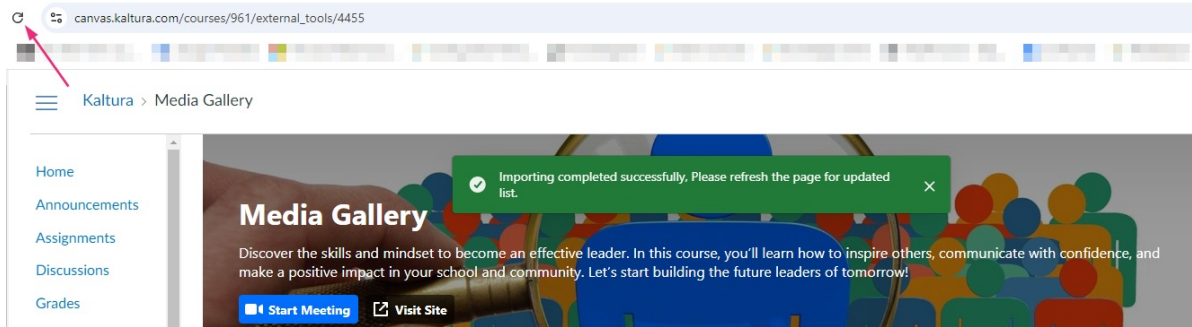 canvas.kaltura.com/courses/961/external_tools/4455
Kaltura > Media Gallery
Home
Announcements
Assignments
Discussions
Grades
Importing completed successfully, Please refresh the page for updated
list.
Media Gallery
Discover the skills and mindset to become an effective leader. In this course, you'll learn how to inspire others, communicate with confidence, and
make a positive impact in your school and community. Let's start building the future leaders of tomorrow!
Start Meeting
Visit Site